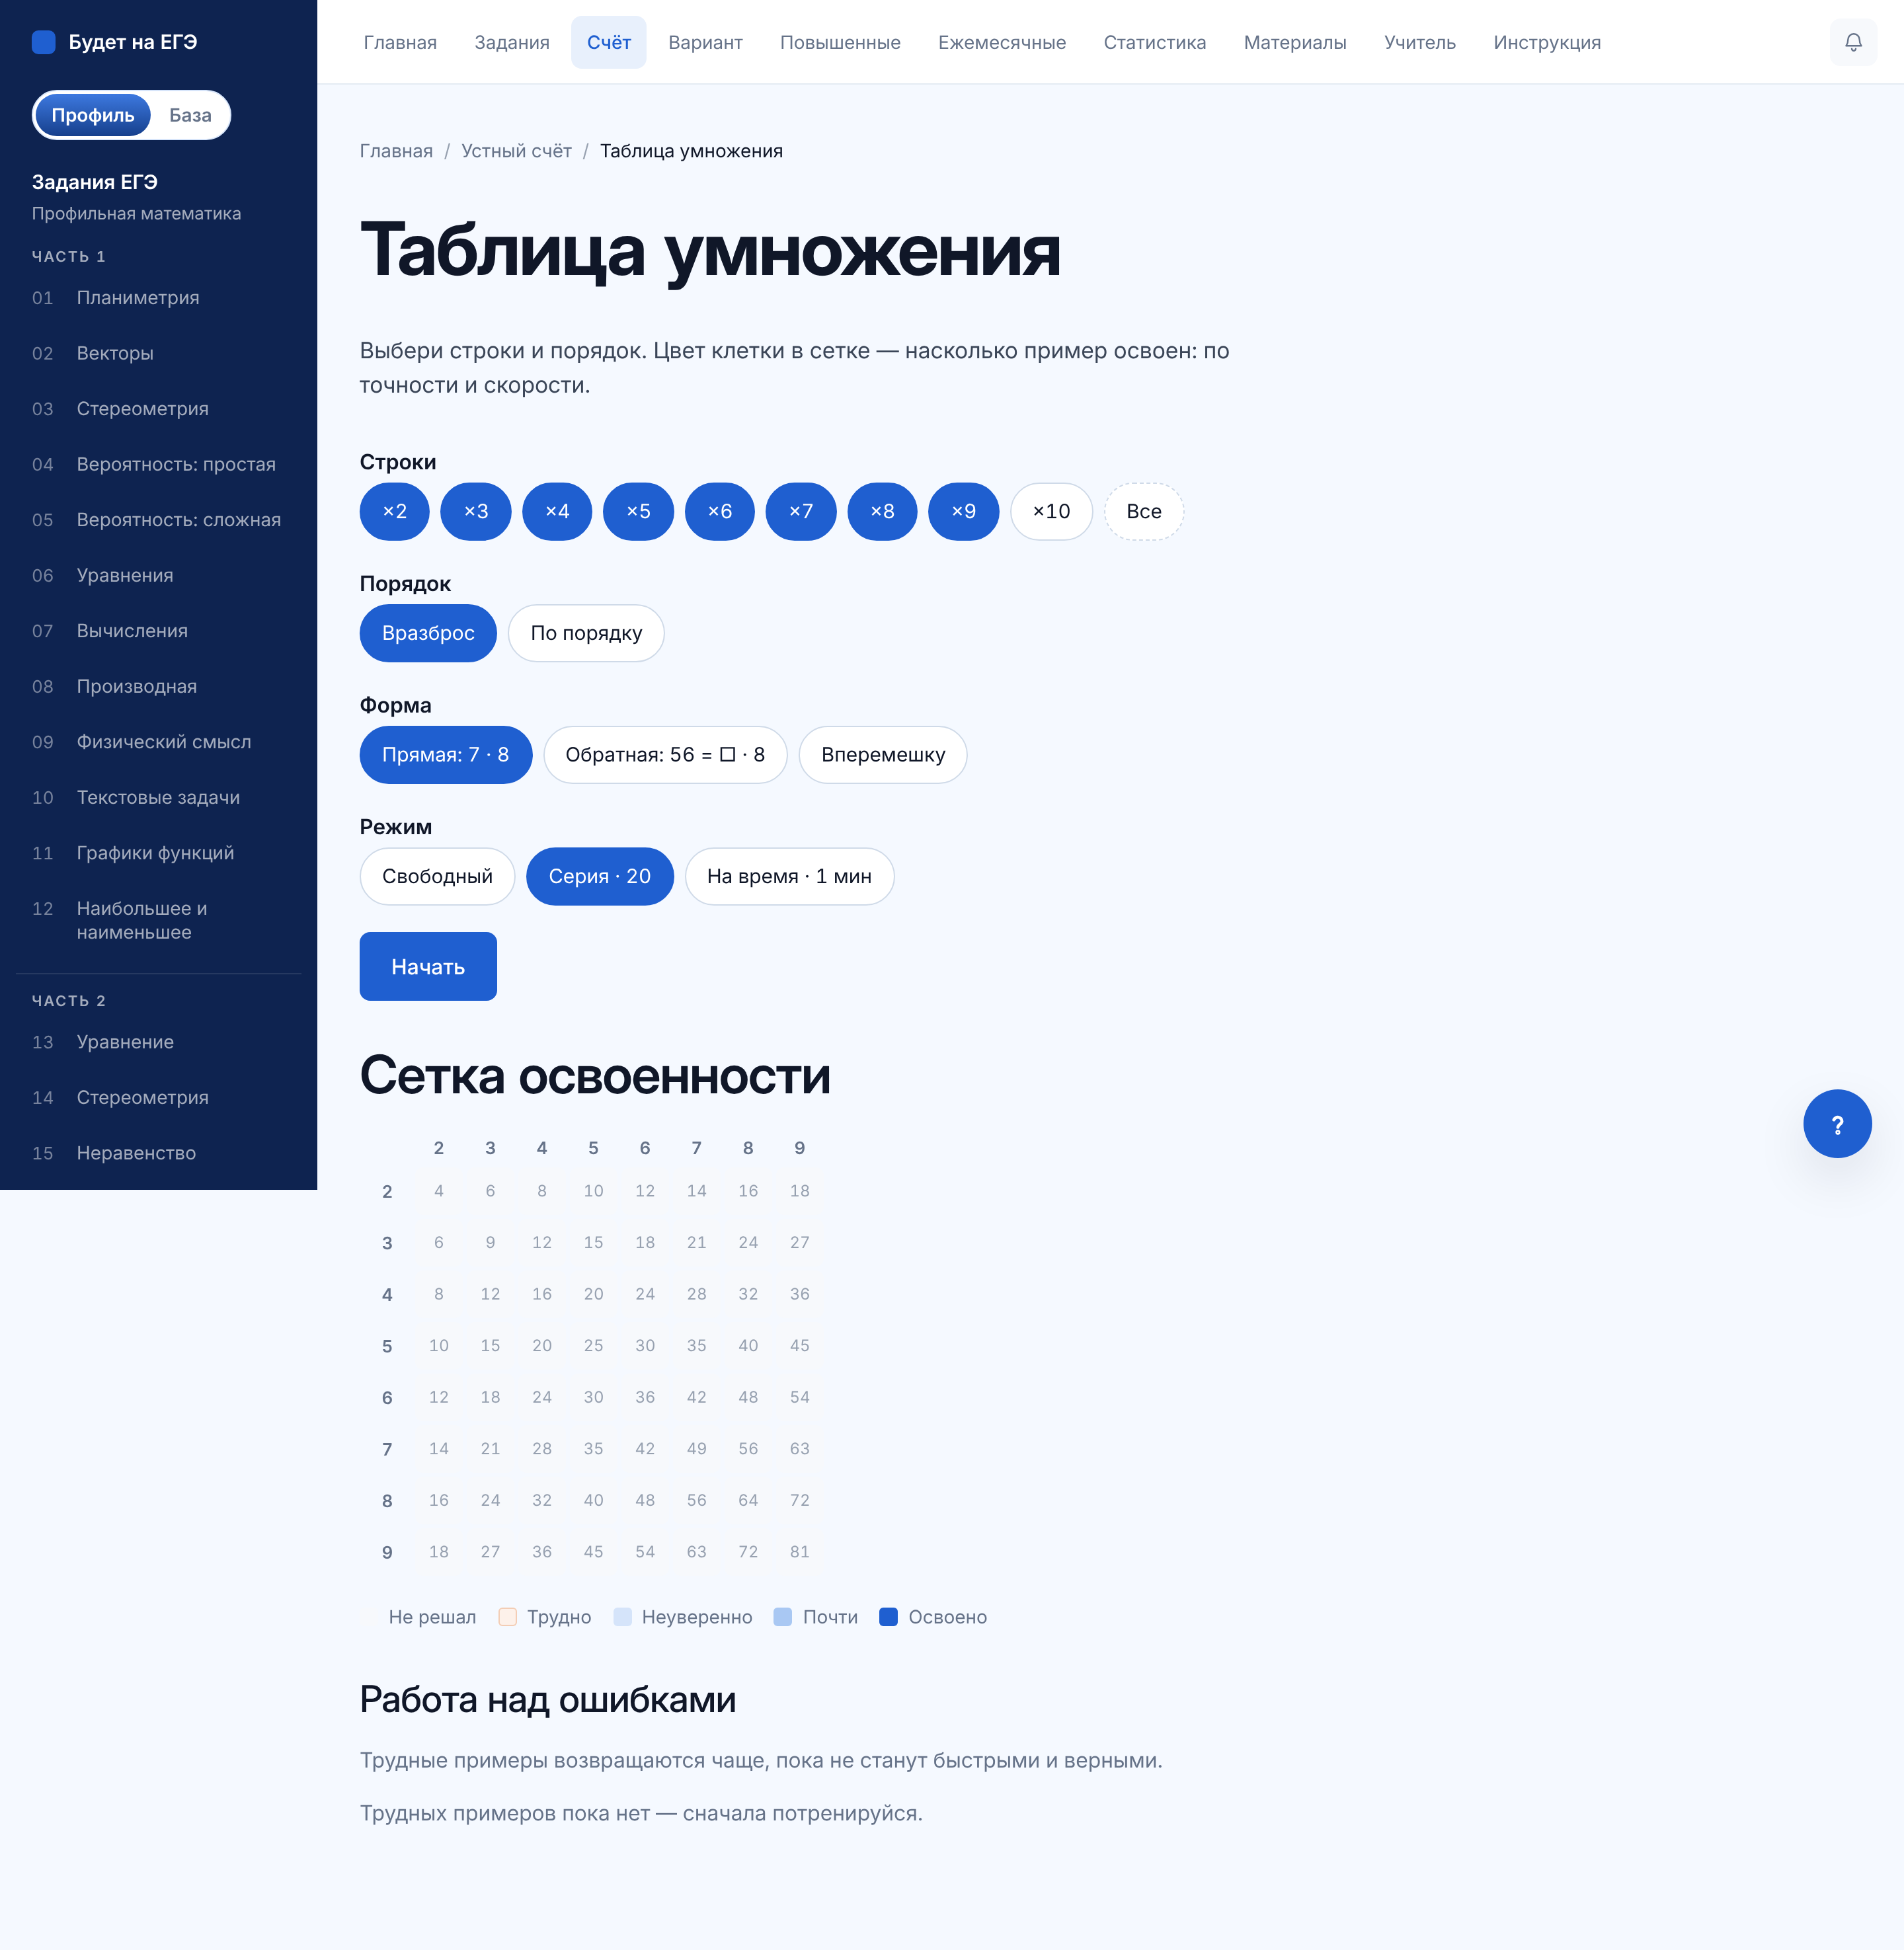 Будет на ЕГЭ
Профиль База
Задания ЕГЭ
Профильная математика
ЧАСТЬ 1
01 Планиметрия
02 Векторы
03 Стереометрия
04 Вероятность: простая
05 Вероятность: сложная
06 Уравнения
07 Вычисления
08 Производная
09 Физический смысл
10 Текстовые задачи
11 Графики функций
12 Наибольшее и
наименьшее
ЧАСТЬ 2
13 Уравнение
14 Стереометрия
15 Неравенство
Главная Задания Счёт Вариант Повышенные Ежемесячные Статистика Материалы Учитель Инструкция
Главная / Устный счёт / Таблица умножения
Таблица умножения
Выбери строки и порядок. Цвет клетки в сетке — насколько пример освоен: по
точности и скорости.
Строки
×2 ×3 ×4 ×5 ×6 ×7 ×8 ×9 ×10 Все
Порядок
Вразброс По порядку
Форма
Прямая: 7 · 8 Обратная: 56 = □ · 8 Вперемешку
Режим
Свободный Серия · 20 На время · 1 мин
Начать
Сетка освоенности
2 3 4 5 6 7 8 9
2 4 6 8 10 12 14 16 18
3 6 9 12 15 18 21 24 27
4 8 12 16 20 24 28 32 36
5 10 15 20 25 30 35 40 45
6 12 18 24 30 36 42 48 54
7 14 21 28 35 42 49 56 63
8 16 24 32 40 48 56 64 72
9 18 27 36 45 54 63 72 81
Не решал Трудно Неуверенно Почти Освоено
Работа над ошибками
Трудные примеры возвращаются чаще, пока не станут быстрыми и верными.
Трудных примеров пока нет — сначала потренируйся.
?